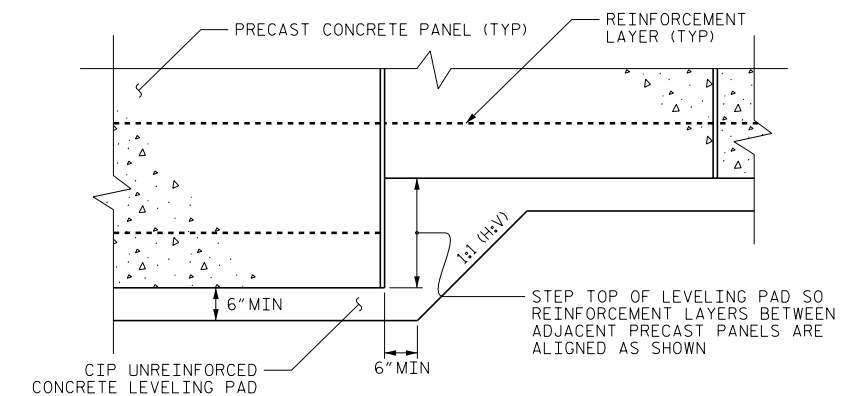 PRECAST CONCRETE PANEL (TYP)
REINFORCEMENT
LAYER (TYP)
1:1 (H:V)
6" MIN
STEP TOP OF LEVELING PAD SO
REINFORCEMENT LAYERS BETWEEN
ADJACENT PRECAST PANELS ARE
ALIGNED AS SHOWN
6" MIN
CIP UNREINFORCED
CONCRETE LEVELING PAD